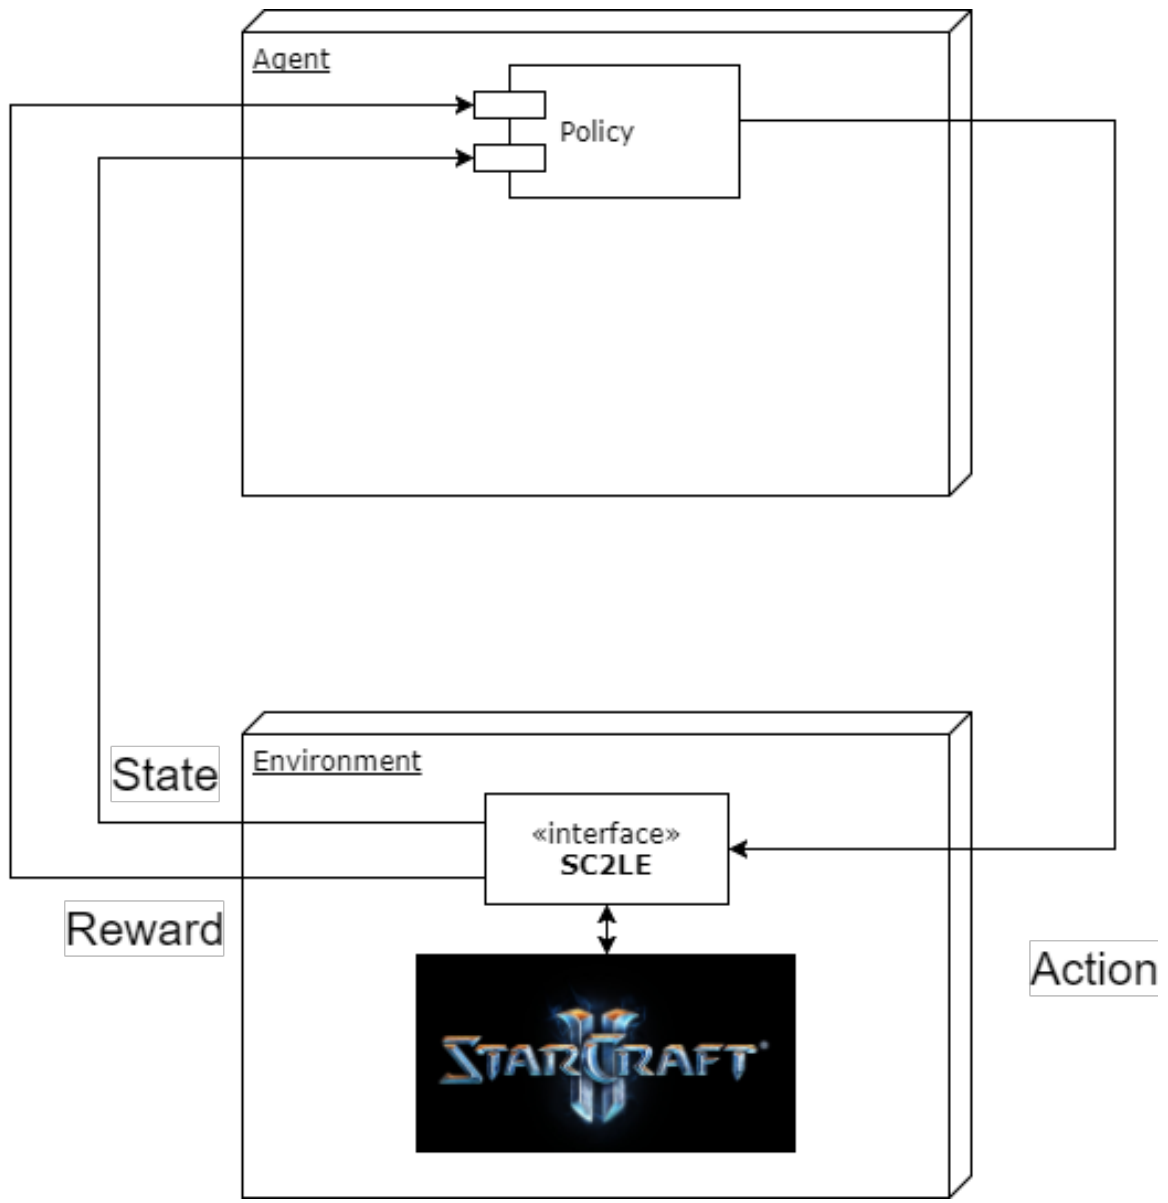 Agent
Policy
State
Environment
«interface»
SC2LE
Reward
Action
STARCRAFT
II